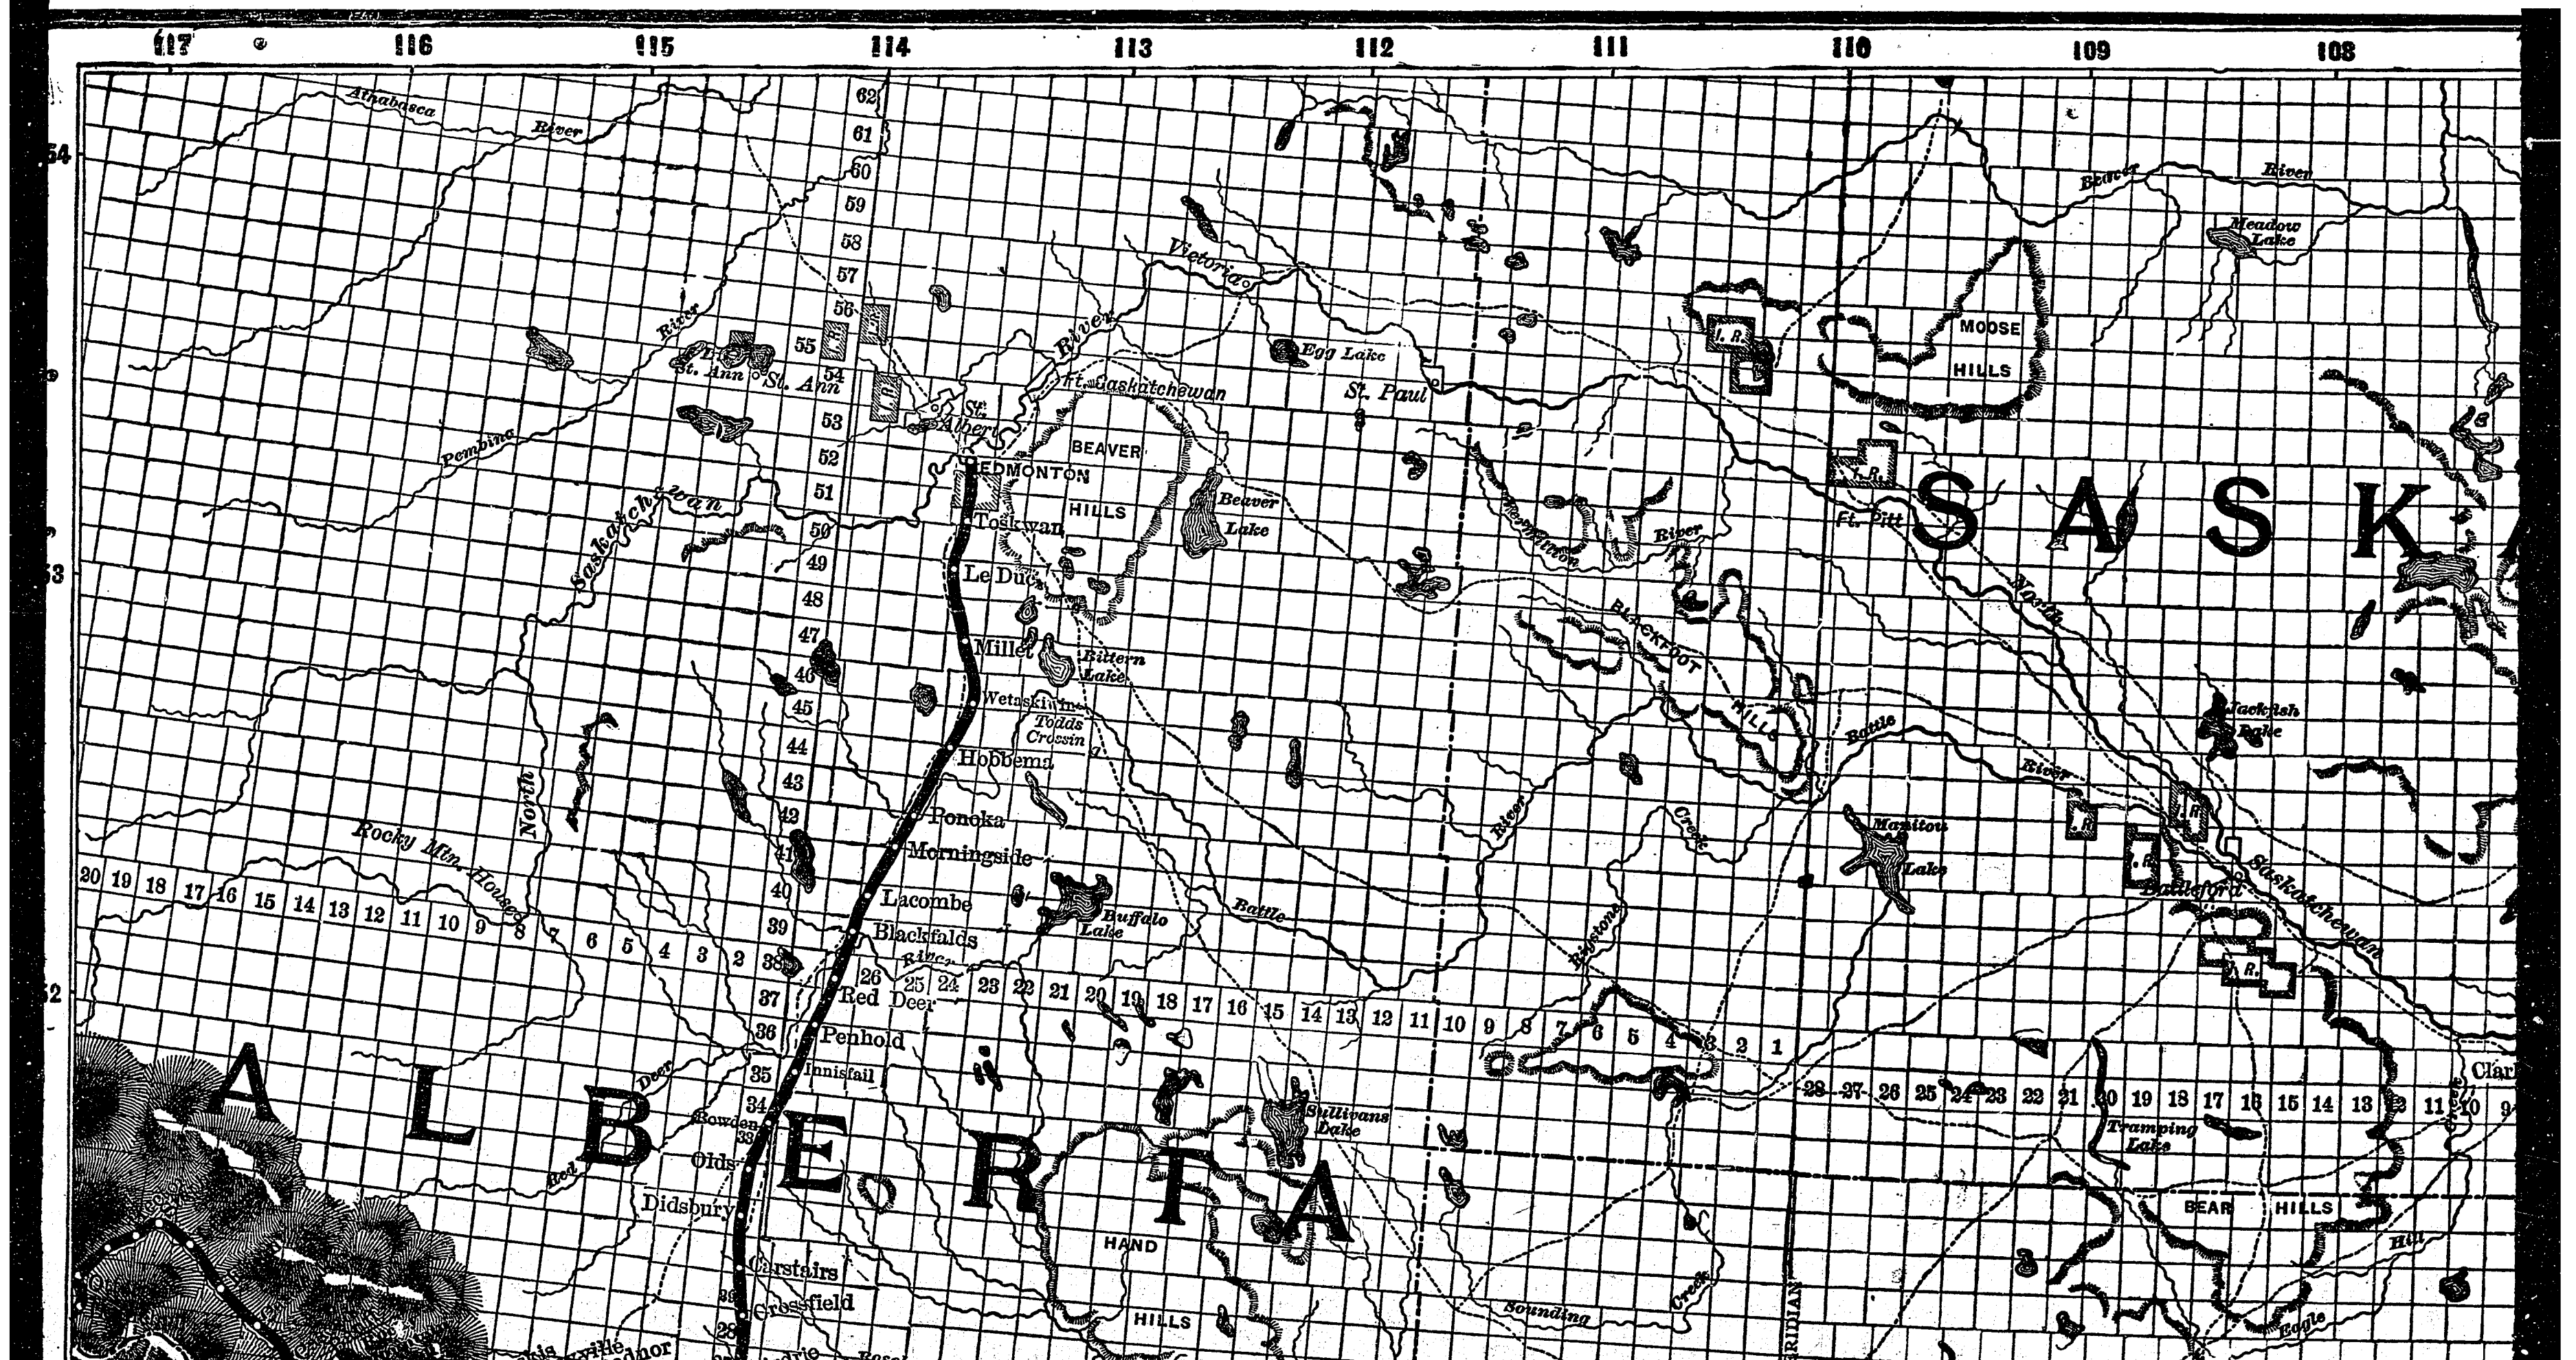 117 116 115 114 113 112 111 110 109 108
62
Athabasca
River
61
54
60
Beaver
River
59
Meadow
Lake
58
Victoria
57
56
River
River
MOOSE
I. R.
55
Egg Lake
St. Ann
St. Ann
54
HILLS
Ft. Saskatchewan
St. Paul
I.R.
St.
Albert
53
Pembina
BEAVER
52
EDMONTON
I.R.
51
Saskatchewan
Beaver
Lake
HILLS
SASK
50
Toskwan
Ft. Pitt
River
Vermillion
49
53
Le Duc
48
North
BLACKFOOT
HILLS
47
Millet
Bittern
Lake
46
Wetaskiwin
45
Jackfish
Lake
Todds
Crossing
Battle
44
Hobbema
River
43
North
42
Ponoka
River
Creek
Manitou
Lake
I.R.
R.
R.
41
Morningside
Rocky Mtn. House
40
Lacombe
Battleford
Saskatchewan
20 19 18 17 16 15 14 13 12 11 10 9 8 7 6 5 4 3 2
Buffalo
Lake
Battle
39
Blackfalds
Ribstone
38
River
I.R.
26 25 24 23 22 21 20 19 18 17 16 15 14 13 12 11 10 9 8 7 6 5 4 3 2 1
37
Red Deer
52
36
Penhold
35
Innisfail
Deer
28 27 26 25 24 23 22 21 20 19 18 17 16 15 14 13 12 11 10 9
Clar
34
ALBERTA
Bowden
33
Sullivans
Lake
Tramping
Lake
Creek
Olds
Red
Didsbury
BEAR HILLS
HAND
Hill
Carstairs
29
Crossfield
Sounding
Creek
MERIDIAN
HILLS
28
Eagle